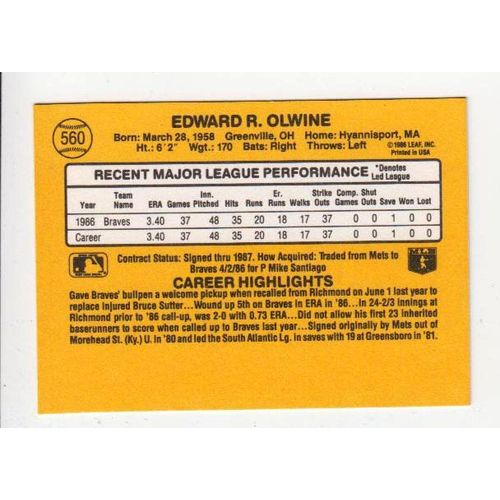 560
EDWARD R. OLWINE
Born: March 28, 1958 Greenville, OH Home: Hyannisport, MA
Ht.: 6'2" Wgt.: 170 Bats: Right Throws: Left
©1986 LEAF, INC.
Printed in USA
RECENT MAJOR LEAGUE PERFORMANCE *Denotes Led League
Year Team Name ERA Games Inn. Pitched Hits Runs Er. Runs Walks Strike Outs Comp. Games Shut Outs Save Won Lost
1986 Braves 3.40 37 48 35 20 18 17 37 0 0 1 0 0
Career 3.40 37 48 35 20 18 17 37 0 0 1 0 0
Contract Status: Signed thru 1987. How Acquired: Traded from Mets to
Braves 4/2/86 for P Mike Santiago
CAREER HIGHLIGHTS
Gave Braves' bullpen a welcome pickup when recalled from Richmond on June 1 last year to
replace injured Bruce Sutter...Wound up 5th on Braves in ERA in '86...In 24-2/3 innings at
Richmond prior to '86 call-up, was 2-0 with 0.73 ERA...Did not allow his first 23 inherited
baserunners to score when called up to Braves last year...Signed originally by Mets out of
Morehead St. (Ky.) U. in '80 and led the South Atlantic Lg. in saves with 19 at Greensboro in '81.